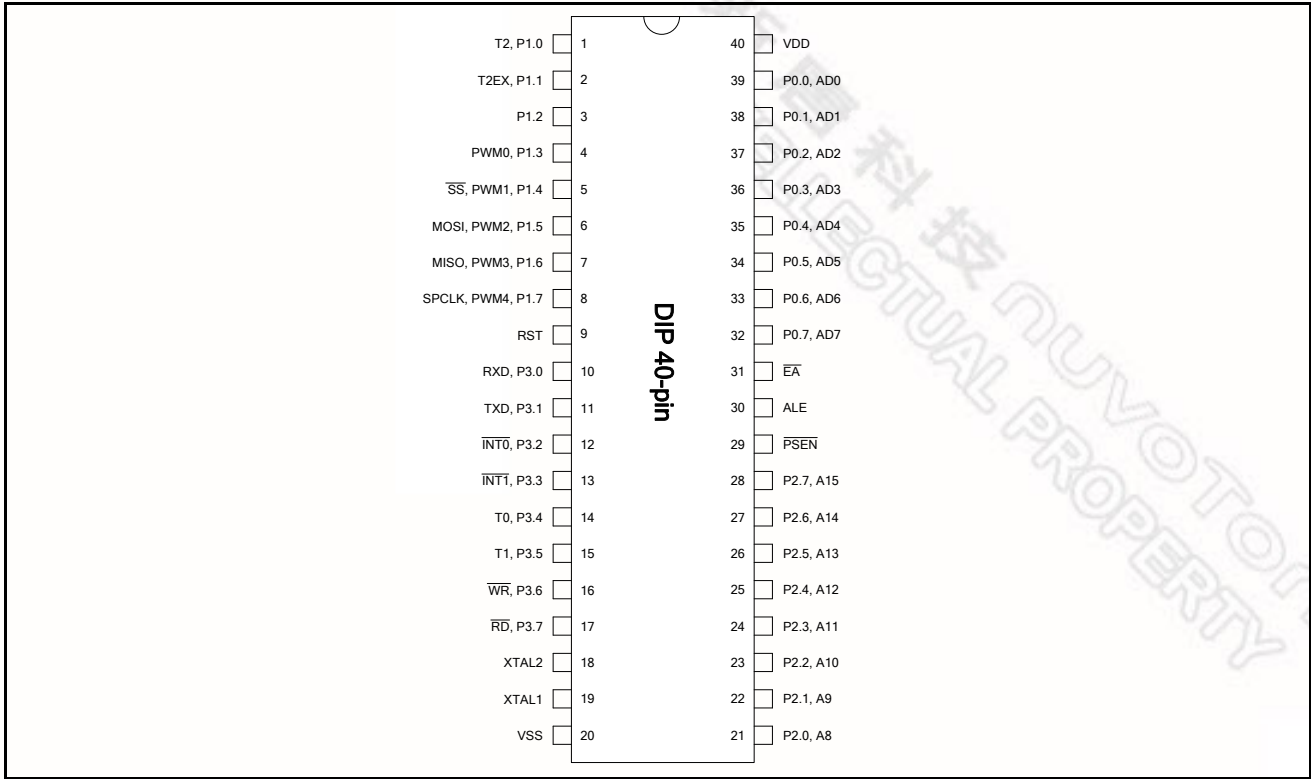 T2, P1.0 1 40 VDD
T2EX, P1.1 2 39 P0.0, AD0
P1.2 3 38 P0.1, AD1
PWM0, P1.3 4 37 P0.2, AD2
S̅S̅, PWM1, P1.4 5 36 P0.3, AD3
MOSI, PWM2, P1.5 6 35 P0.4, AD4
MISO, PWM3, P1.6 7 34 P0.5, AD5
SPCLK, PWM4, P1.7 8 33 P0.6, AD6
RST 9 32 P0.7, AD7
RXD, P3.0 10 31 E̅A̅
TXD, P3.1 11 30 ALE
I̅N̅T̅0̅, P3.2 12 29 P̅S̅E̅N̅
I̅N̅T̅1̅, P3.3 13 28 P2.7, A15
T0, P3.4 14 27 P2.6, A14
T1, P3.5 15 26 P2.5, A13
W̅R̅, P3.6 16 25 P2.4, A12
R̅D̅, P3.7 17 24 P2.3, A11
XTAL2 18 23 P2.2, A10
XTAL1 19 22 P2.1, A9
VSS 20 21 P2.0, A8
DIP 40-pin
科技 nuvoTon
PROPERTY